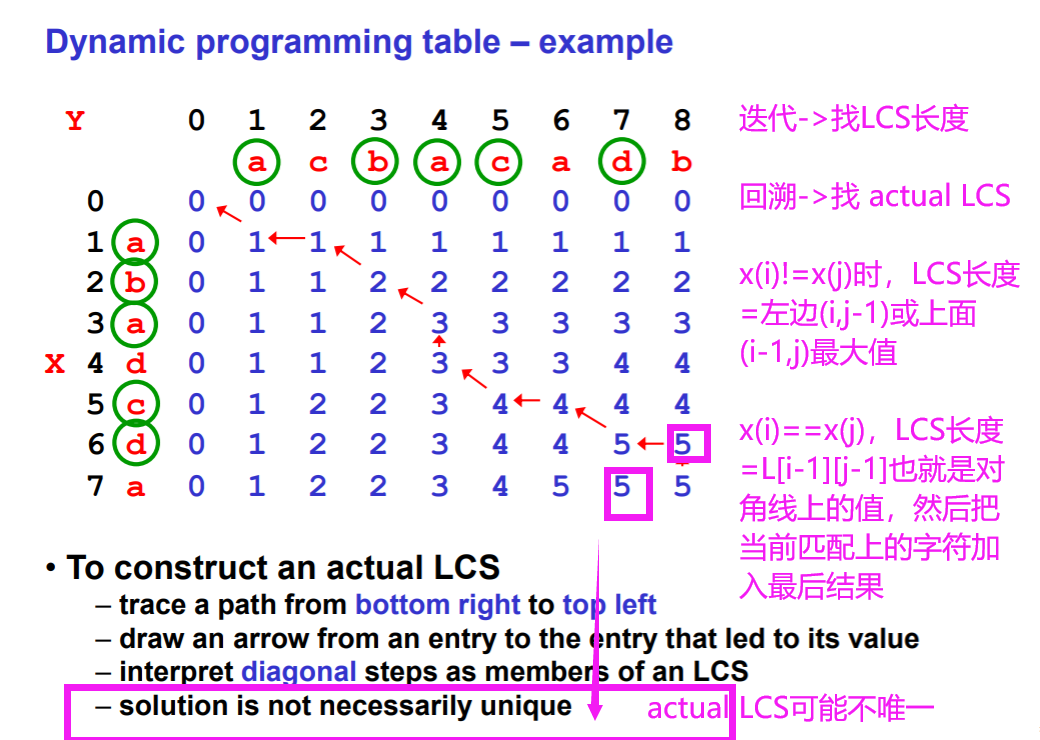 Dynamic programming table – example
Y 0 1 2 3 4 5 6 7 8
a c b a c a d b
0 0 0 0 0 0 0 0 0 0
1 a 0 1 1 1 1 1 1 1 1
2 b 0 1 1 2 2 2 2 2 2
3 a 0 1 1 2 3 3 3 3 3
X 4 d 0 1 1 2 3 3 3 4 4
5 c 0 1 2 2 3 4 4 4 4
6 d 0 1 2 2 3 4 4 5 5
7 a 0 1 2 2 3 4 5 5 5
迭代->找LCS长度
回溯->找 actual LCS
x(i)!=x(j)时，LCS长度
=左边(i,j-1)或上面
(i-1,j)最大值
x(i)==x(j)，LCS长度
=L[i-1][j-1]也就是对
角线上的值，然后把
当前匹配上的字符加
入最后结果
• To construct an actual LCS
– trace a path from bottom right to top left
– draw an arrow from an entry to the entry that led to its value
– interpret diagonal steps as members of an LCS
– solution is not necessarily unique
actual LCS可能不唯一